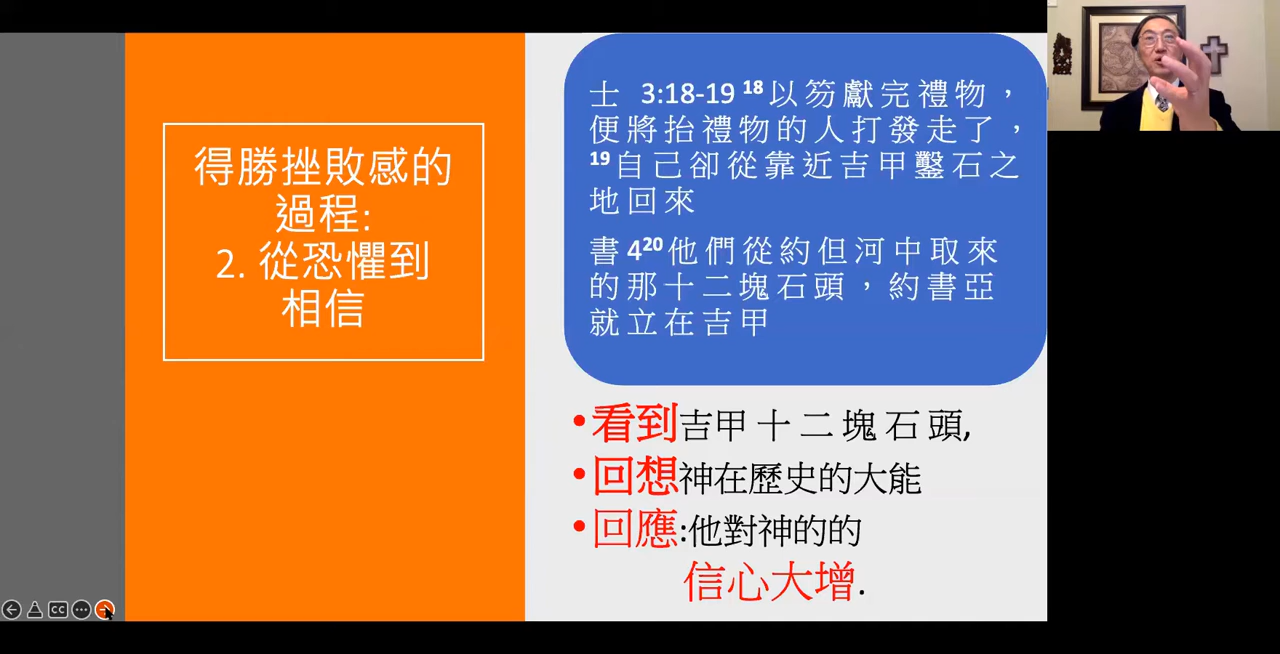 得勝挫敗感的
過程:
2. 從恐懼到
相信
士 3:18-19 18 以笏獻完禮物，
便將抬禮物的人打發走了，
19 自己卻從靠近吉甲鑿石之
地回來
書 4 20 他們從約但河中取來
的那十二塊石頭，約書亞
就立在吉甲
•看到吉甲十二塊石頭,
•回想神在歷史的大能
•回應:他對神的的
信心大增.
CC